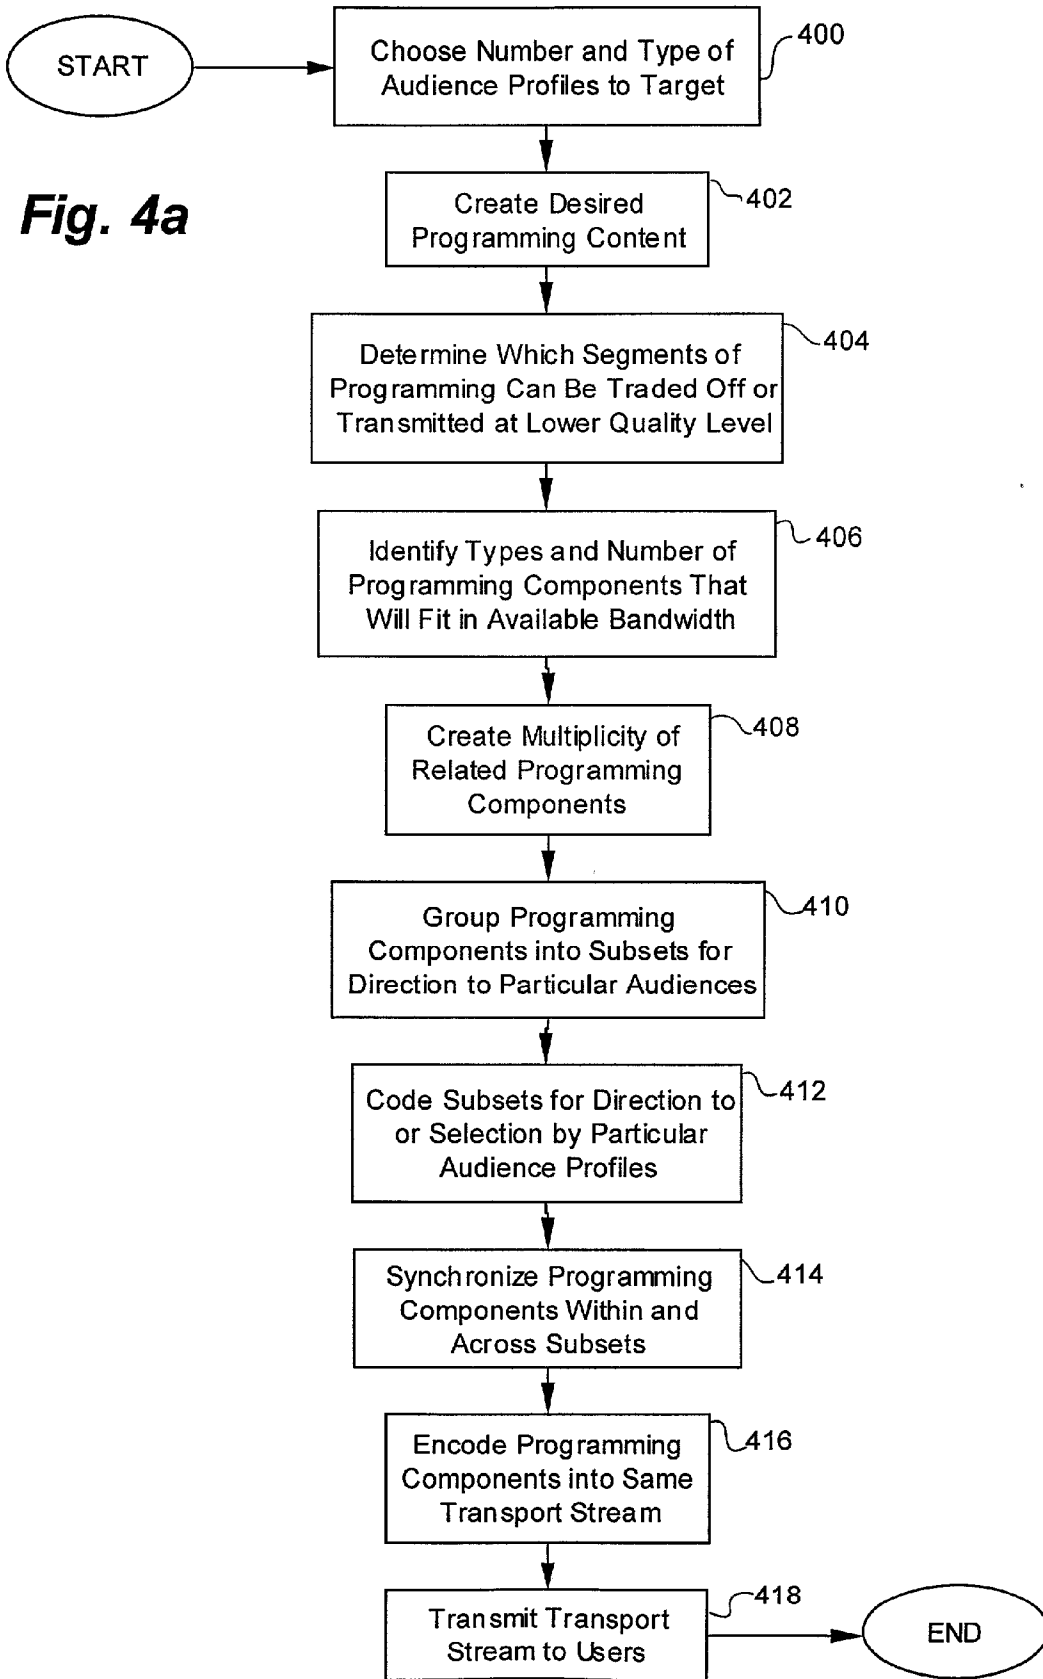 START
Choose Number and Type of
Audience Profiles to Target
400
Fig. 4a
Create Desired
Programming Content
402
Determine Which Segments of
Programming Can Be Traded Off or
Transmitted at Lower Quality Level
404
Identify Types and Number of
Programming Components That
Will Fit in Available Bandwidth
406
Create Multiplicity of
Related Programming
Components
408
Group Programming
Components into Subsets for
Direction to Particular Audiences
410
Code Subsets for Direction to
or Selection by Particular
Audience Profiles
412
Synchronize Programming
Components Within and
Across Subsets
414
Encode Programming
Components into Same
Transport Stream
416
Transmit Transport
Stream to Users
418
END